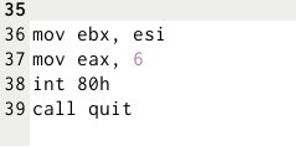 35
36 mov ebx, esi
37 mov eax, 6
38 int 80h
39 call quit